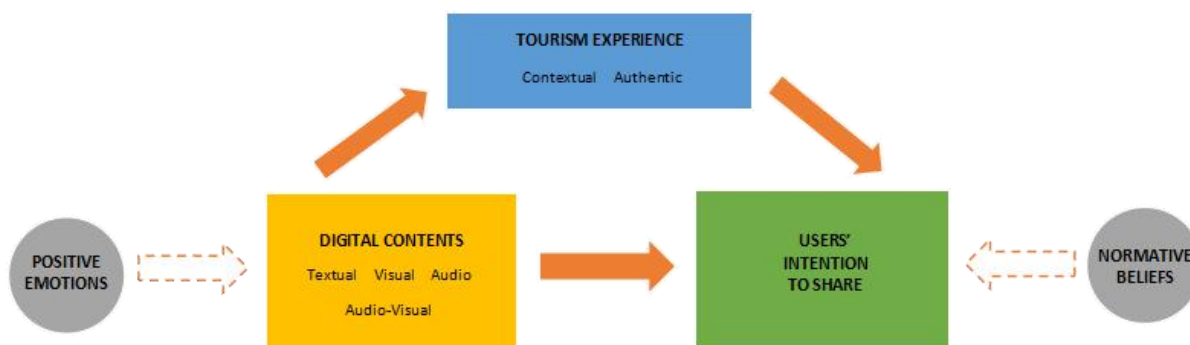 TOURISM EXPERIENCE
Contextual Authentic
POSITIVE
EMOTIONS
DIGITAL CONTENTS
Textual Visual Audio
Audio-Visual
USERS'
INTENTION
TO SHARE
NORMATIVE
BELIEFS